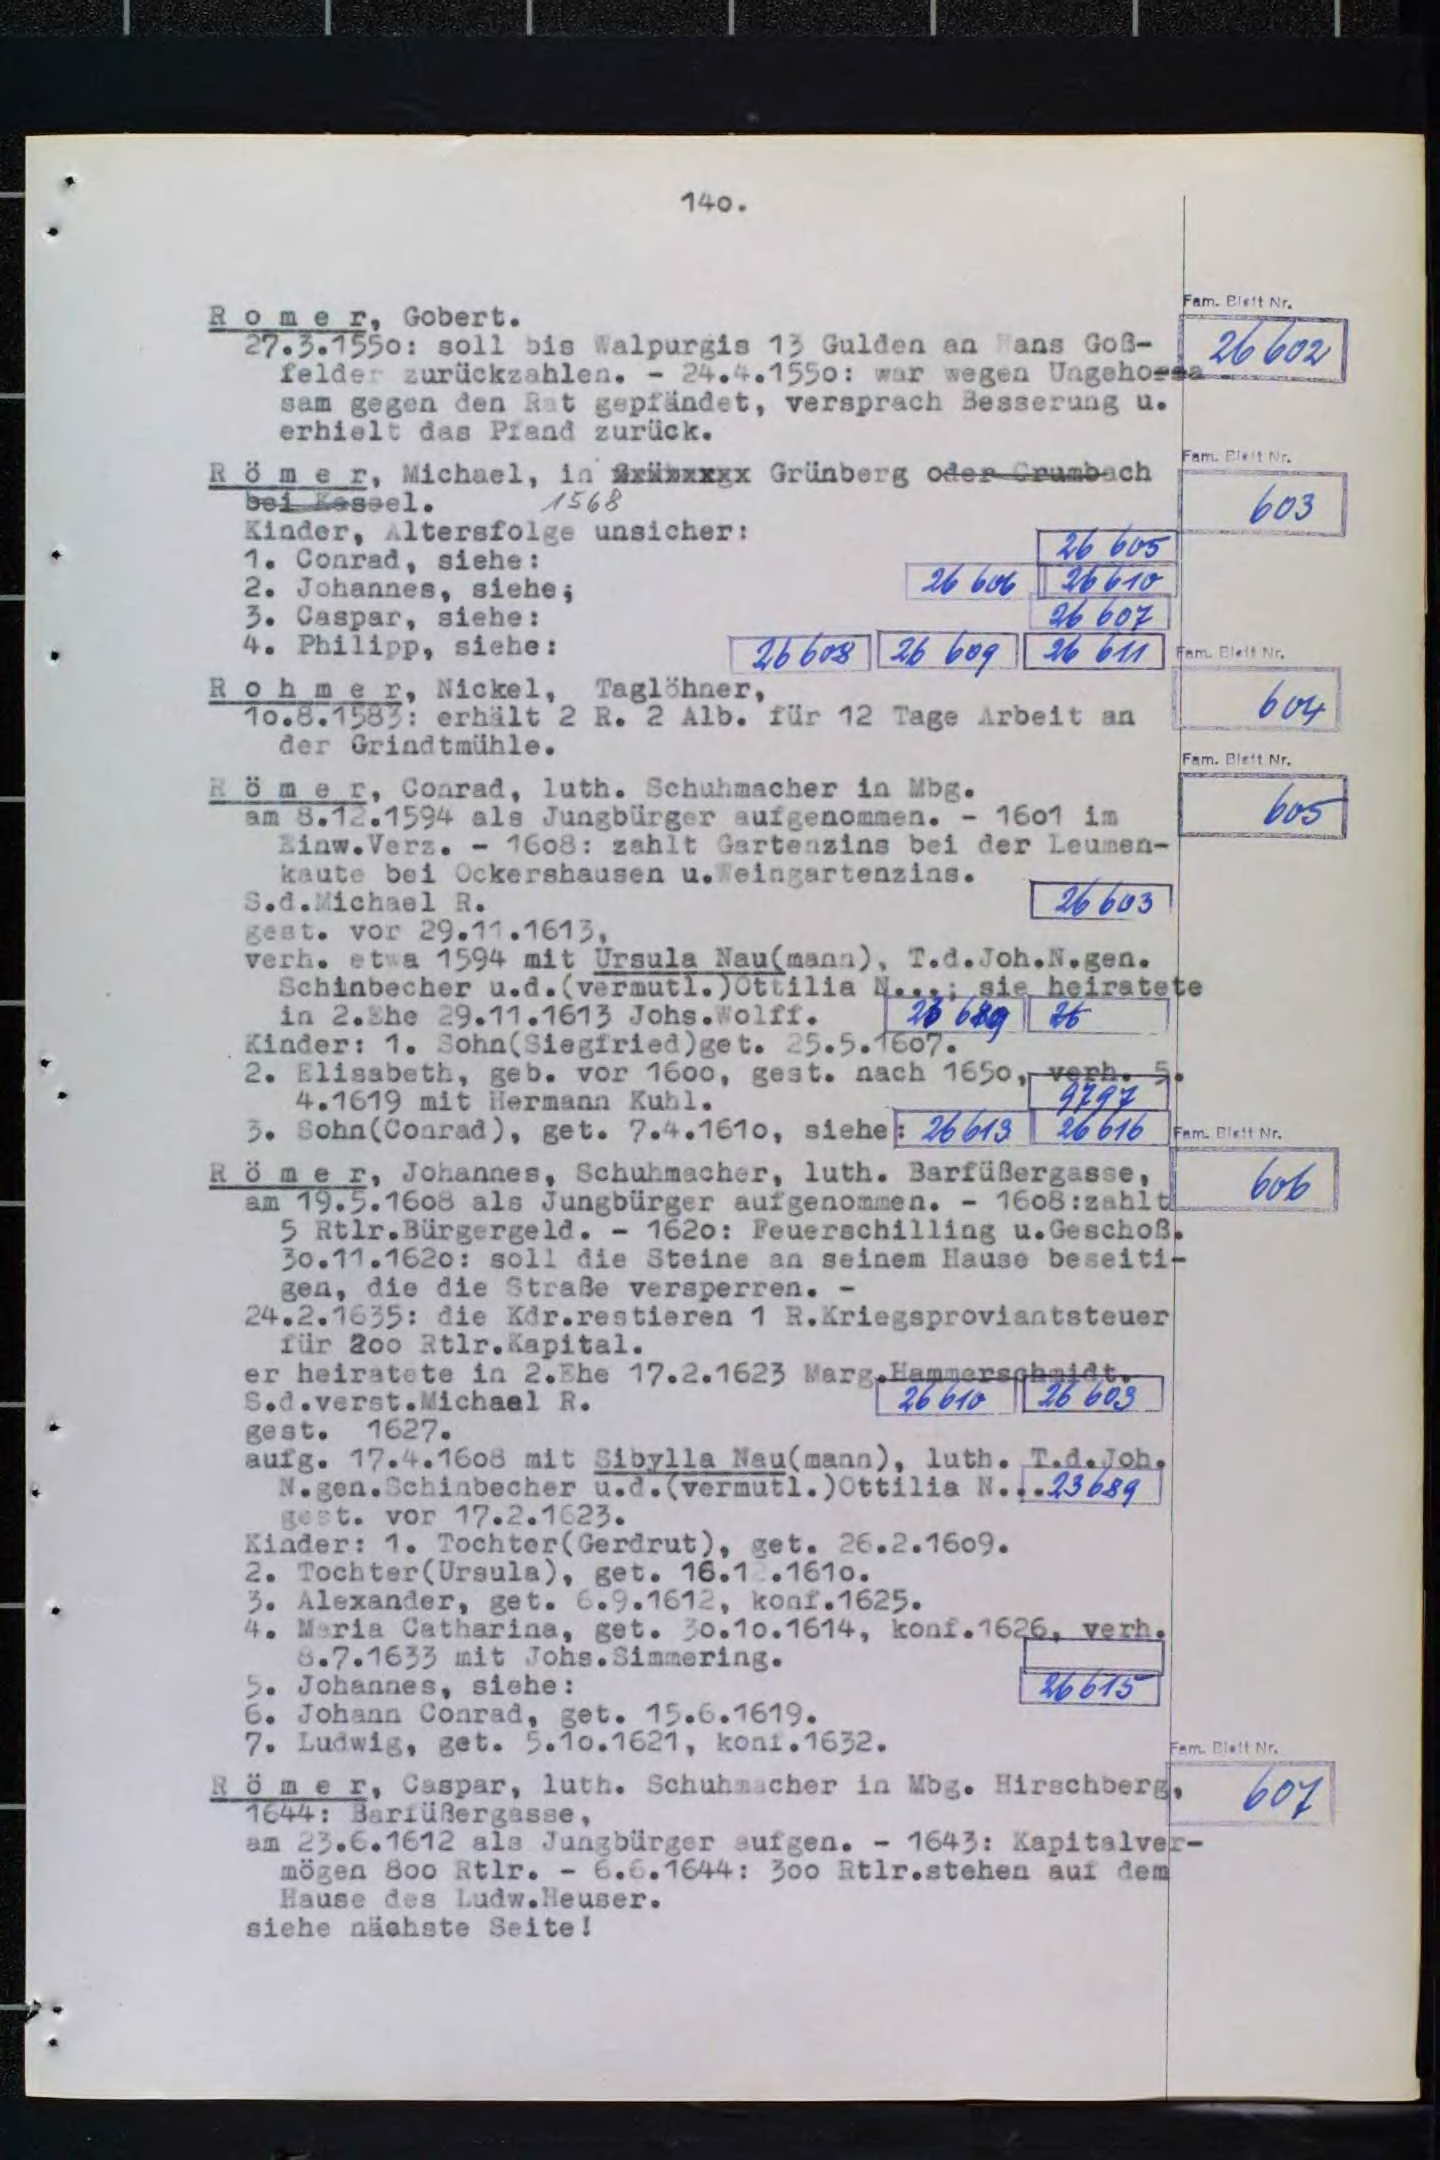 140.
Fam. Blatt Nr.
R o m e r, Gobert.
26 602
27.3.1550: soll bis Walpurgis 13 Gulden an Hans Goß-
felder zurückzahlen. - 24.4.1550: war wegen Ungehorsa
sam gegen den Rat gepfändet, versprach Besserung u.
erhielt das Pfand zurück.
Fam. Blatt Nr.
R ö m e r, Michael, in Grünberg oder Crumbach
603
bei Kassel. 1568
Kinder, Altersfolge unsicher:
1. Conrad, siehe: 26 605
2. Johannes, siehe; 26 606 26 610
3. Caspar, siehe: 26 607
4. Philipp, siehe: 26 608 26 609 26 611
Fam. Blatt Nr.
R o h m e r, Nickel, Taglöhner,
604
10.8.1583: erhält 2 R. 2 Alb. für 12 Tage Arbeit an
der Grindtmühle.
Fam. Blatt Nr.
R ö m e r, Conrad, luth. Schuhmacher in Mbg.
605
am 8.12.1594 als Jungbürger aufgenommen. - 1601 im
Einw.Verz. - 1608: zahlt Gartenzins bei der Leumen-
kaute bei Ockershausen u.Weingartenzins.
S.d.Michael R. 26 603
gest. vor 29.11.1613,
verh. etwa 1594 mit Ursula Nau(mann), T.d.Joh.N.gen.
Schinbecher u.d.(vermutl.)Ottilia N...; sie heiratete
in 2.Ehe 29.11.1613 Johs.Wolff. 23 689 26
Kinder: 1. Sohn(Siegfried)get. 25.5.1607.
2. Elisabeth, geb. vor 1600, gest. nach 1650, verh. 5.
4.1619 mit Hermann Kuhl. 9797
3. Sohn(Conrad), get. 7.4.1610, siehe: 26 613 26 616
Fam. Blatt Nr.
R ö m e r, Johannes, Schuhmacher, luth. Barfüßergasse,
606
am 19.5.1608 als Jungbürger aufgenommen. - 1608:zahlt
5 Rtlr.Bürgergeld. - 1620: Feuerschilling u.Geschoß.
30.11.1620: soll die Steine an seinem Hause beseiti-
gen, die die Straße versperren. -
24.2.1635: die Kdr.restieren 1 R.Kriegsproviantsteuer
für 200 Rtlr.Kapital.
er heiratete in 2.Ehe 17.2.1623 Marg.Hammerschmidt.
S.d.verst.Michael R. 26 610 26 603
gest. 1627.
aufg. 17.4.1608 mit Sibylla Nau(mann), luth. T.d.Joh.
N.gen.Schinbecher u.d.(vermutl.)Ottilia N... 23689
gest. vor 17.2.1623.
Kinder: 1. Tochter(Gerdrut), get. 26.2.1609.
2. Tochter(Ursula), get. .1610.
3. Alexander, get. 6.9.1612, konf.1625.
4. Maria Catharina, get. 30.10.1614, konf.1626, verh.
8.7.1633 mit Johs.Simmering.
5. Johannes, siehe: 26 615
6. Johann Conrad, get. 15.6.1619.
7. Ludwig, get. 5.10.1621, konf.1632.
Fam. Blatt Nr.
R ö m e r, Caspar, luth. Schuhmacher in Mbg. Hirschberg,
607
1644: Barfüßergasse,
am 23.6.1612 als Jungbürger aufgen. - 1643: Kapitalver-
mögen 800 Rtlr. - 6.6.1644: 300 Rtlr.stehen auf dem
Hause des Ludw.Heuser.
siehe nächste Seite!